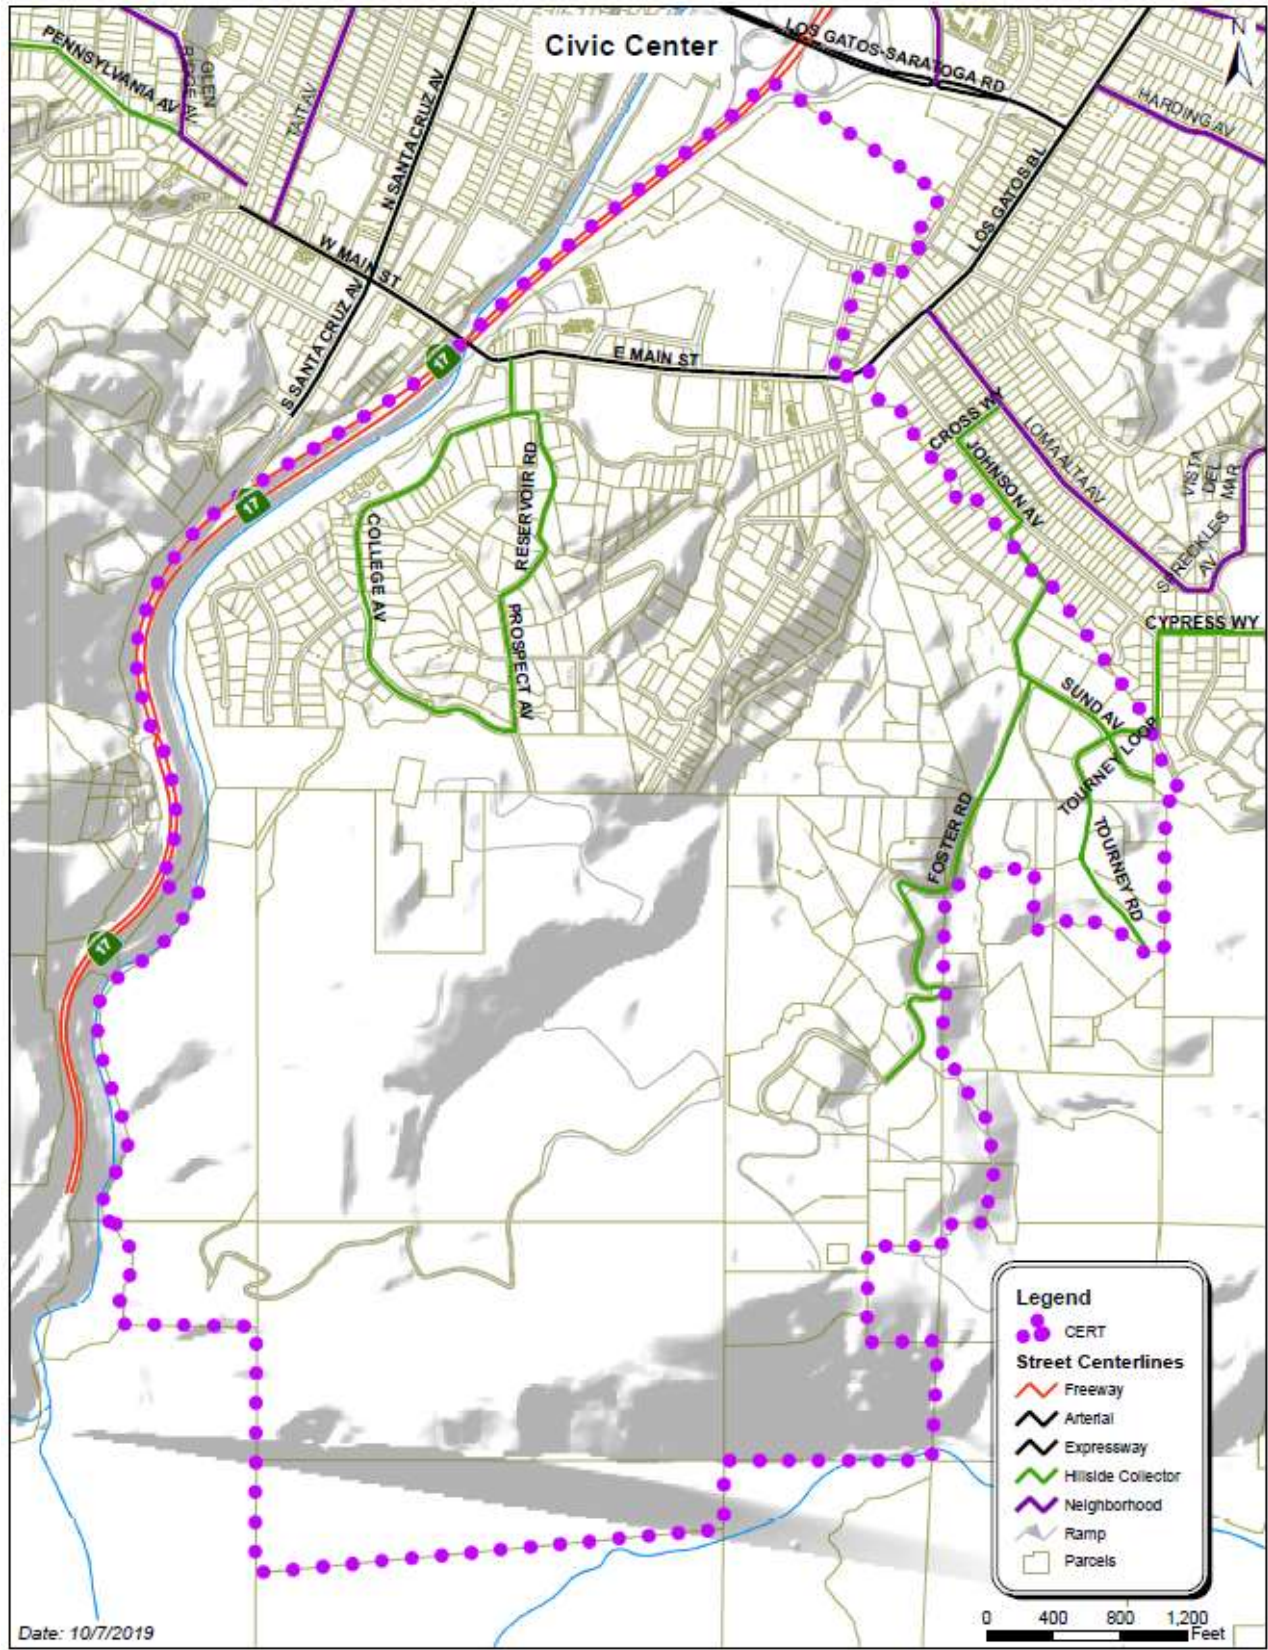 Civic Center
N
LOS GATOS-SARATOGA RD
PENNSYLVANIA AV
GLEN
RIDGE AV
TAIT AV
N SANTA CRUZ AV
HARDING AV
LOS GATOS BL
W MAIN ST
S SANTA CRUZ AV
17
E MAIN ST
CROSS WY
LOMA ALTA AV
JOHNSON AV
VISTA
DEL
MAR
SPRECKLES
AV
17
RESERVOIR RD
COLLEGE AV
PROSPECT AV
CYPRESS WY
SUND AV
TOURNEY LOOP
FOSTER RD
TOURNEY RD
17
Legend
CERT
Street Centerlines
Freeway
Arterial
Expressway
Hillside Collector
Neighborhood
Ramp
Parcels
0 400 800 1,200
Feet
Date: 10/7/2019